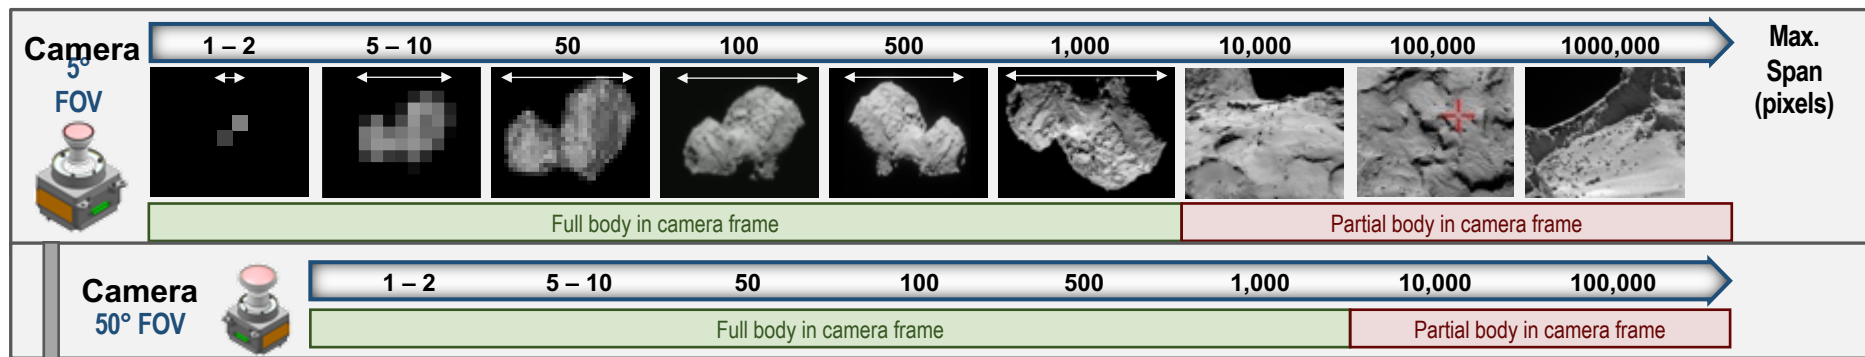 Camera
5°
FOV
1 – 2 5 – 10 50 100 500 1,000 10,000 100,000 1000,000
Max.
Span
(pixels)
Full body in camera frame Partial body in camera frame
Camera
50° FOV
1 – 2 5 – 10 50 100 500 1,000 10,000 100,000
Full body in camera frame Partial body in camera frame